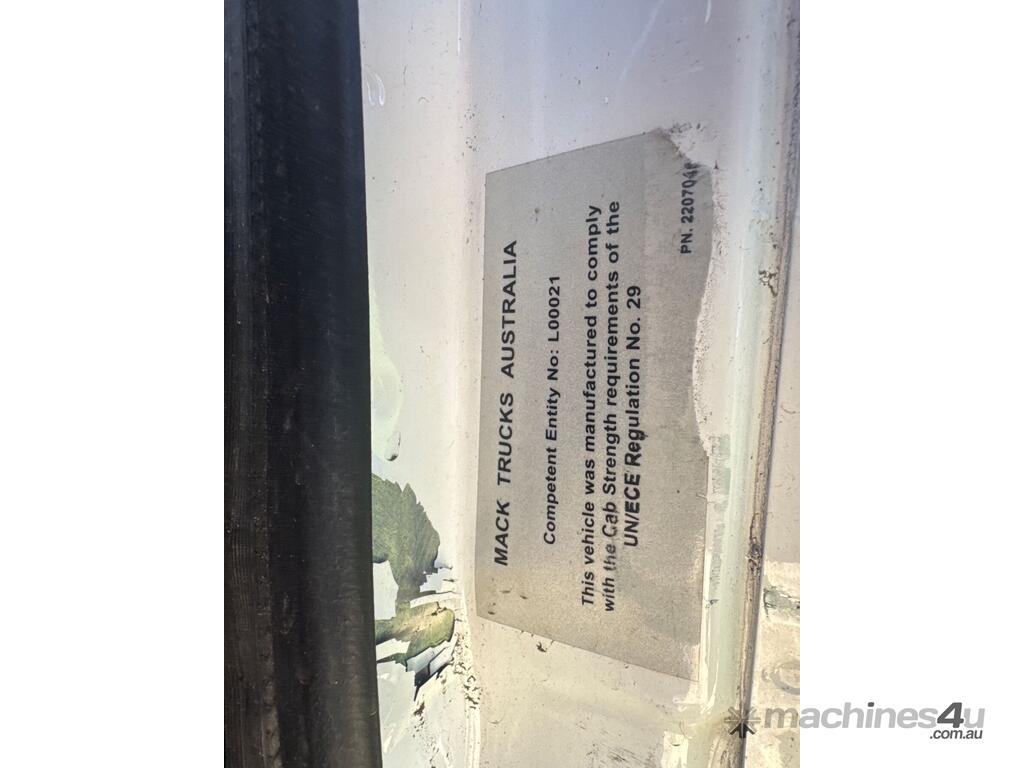 MACK TRUCKS AUSTRALIA
Competent Entity No: L00021
This vehicle was manufactured to comply
with the Cab Strength requirements of the
UN/ECE Regulation No. 29
PN.
machines4u
.com.au